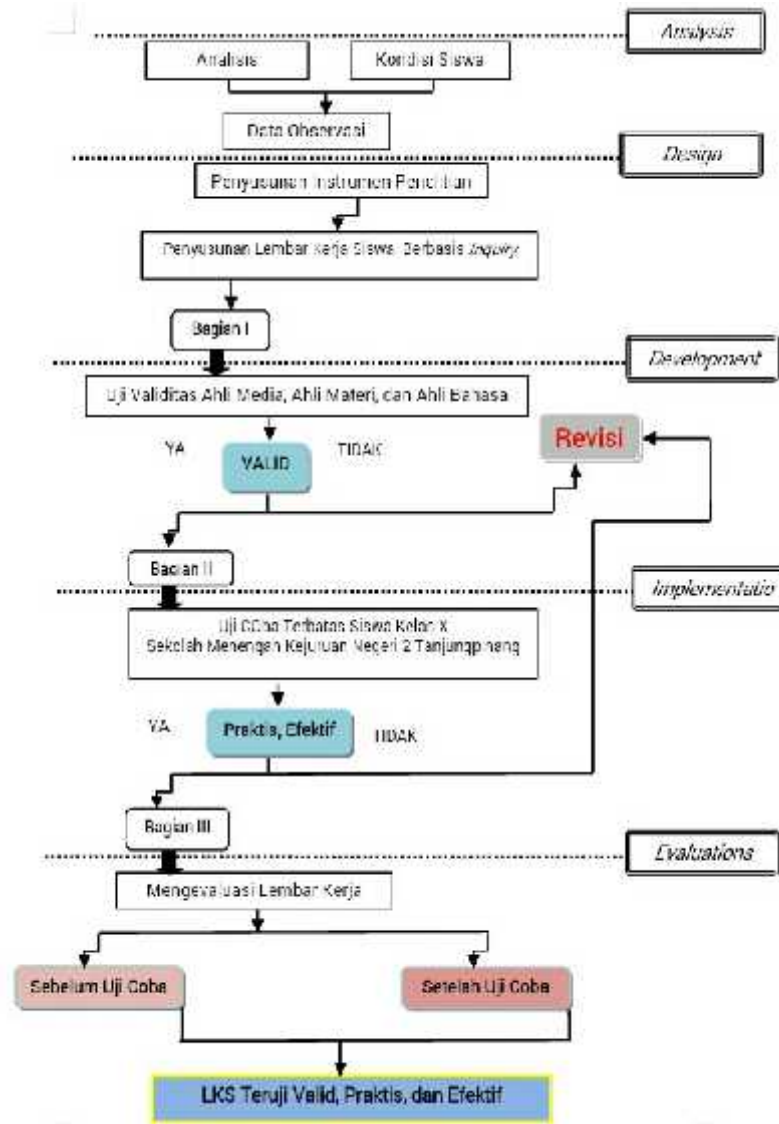 Analysis
Analisis
Kondisi Siswa
Data Observasi
Design
Penyusunan Instrumen Penelitian
Penyusunan Lembar Kerja Siswa Berbasis Inquiry
Bagian I
Development
Uji Validitas Ahli Media, Ahli Materi, dan Ahli Bahasa
Revisi
YA
VALID
TIDAK
Bagian II
Implementatio
Uji COba Terbatas Siswa Kelas X
Sekolah Menengan Kejuruan Negeri 2 Tanjungpinang
YA
Praktis, Efektif
TIDAK
Bagian III
Evaluations
Mengevaluasi Lembar Kerja
Sebelum Uji Coba
Setelah Uji Coba
LKS Teruji Valid, Praktis, dan Efektif